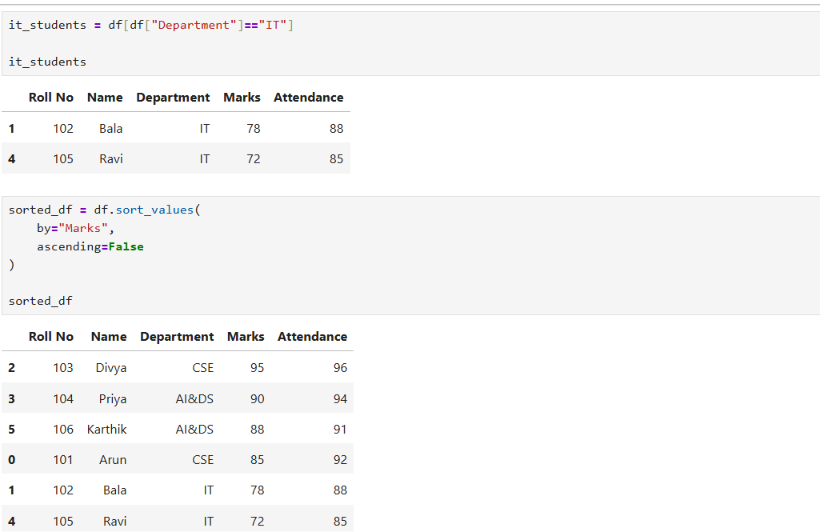 it_students = df[df["Department"]=="IT"]
it_students
Roll No Name Department Marks Attendance
1 102 Bala IT 78 88
4 105 Ravi IT 72 85
sorted_df = df.sort_values(
    by="Marks",
    ascending=False
)
sorted_df
Roll No Name Department Marks Attendance
2 103 Divya CSE 95 96
3 104 Priya AI&DS 90 94
5 106 Karthik AI&DS 88 91
0 101 Arun CSE 85 92
1 102 Bala IT 78 88
4 105 Ravi IT 72 85